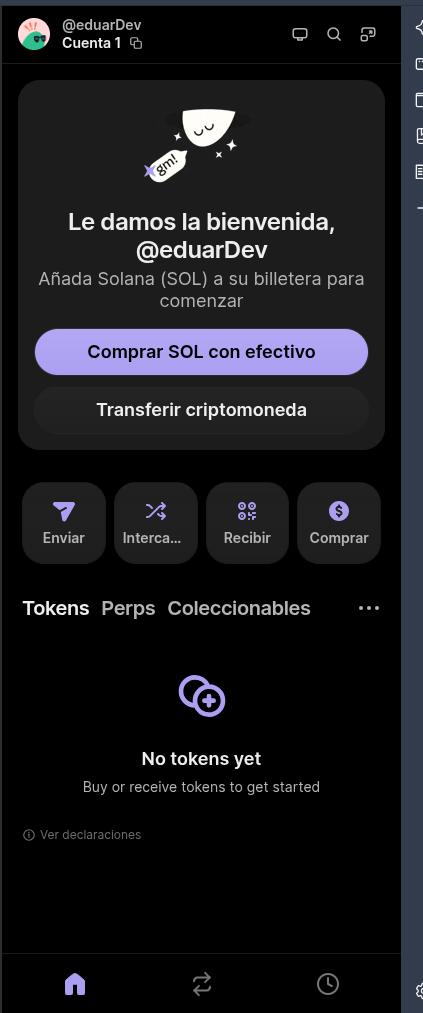 @eduarDev
Cuenta 1
gm!
Le damos la bienvenida,
@eduarDev
Añada Solana (SOL) a su billetera para
comenzar
Comprar SOL con efectivo
Transferir criptomoneda
Enviar
Interca...
Recibir
Comprar
Tokens Perps Coleccionables
No tokens yet
Buy or receive tokens to get started
Ver declaraciones